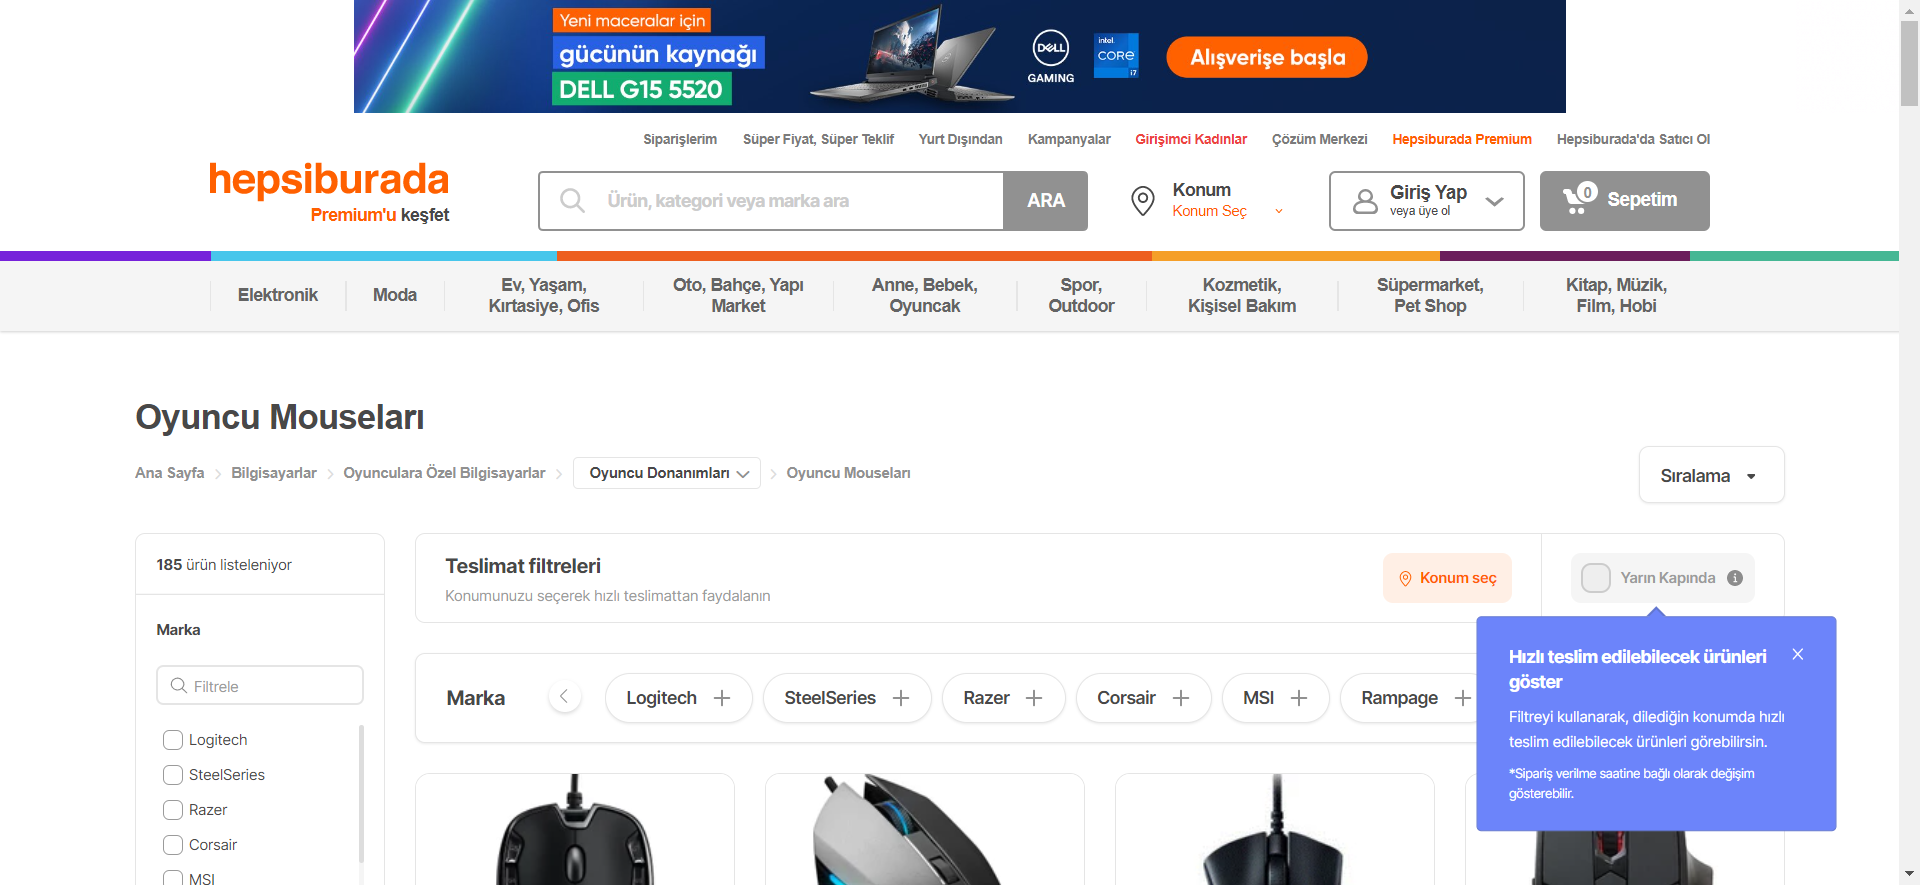 Yeni maceralar için
gücünün kaynağı
DELL G15 5520
DELL
GAMING
intel.
CORE
i7
Alışverişe başla
Siparişlerim
Süper Fiyat, Süper Teklif
Yurt Dışından
Kampanyalar
Girişimci Kadınlar
Çözüm Merkezi
Hepsiburada Premium
Hepsiburada'da Satıcı Ol
hepsiburada
Premium'u keşfet
Ürün, kategori veya marka ara
ARA
Konum
Konum Seç
Giriş Yap
veya üye ol
0
Sepetim
Elektronik
Moda
Ev, Yaşam,
Kırtasiye, Ofis
Oto, Bahçe, Yapı
Market
Anne, Bebek,
Oyuncak
Spor,
Outdoor
Kozmetik,
Kişisel Bakım
Süpermarket,
Pet Shop
Kitap, Müzik,
Film, Hobi
Oyuncu Mouseları
Ana Sayfa
Bilgisayarlar
Oyunculara Özel Bilgisayarlar
Oyuncu Donanımları
Oyuncu Mouseları
Sıralama
185 ürün listeleniyor
Marka
Filtrele
Logitech
SteelSeries
Razer
Corsair
MSI
Teslimat filtreleri
Konumunuzu seçerek hızlı teslimattan faydalanın
Konum seç
Yarın Kapında
Marka
Logitech
SteelSeries
Razer
Corsair
MSI
Rampage
Hızlı teslim edilebilecek ürünleri
göster
Filtreyi kullanarak, dilediğin konumda hızlı
teslim edilebilecek ürünleri görebilirsin.
*Sipariş verilme saatine bağlı olarak değişim
gösterebilir.